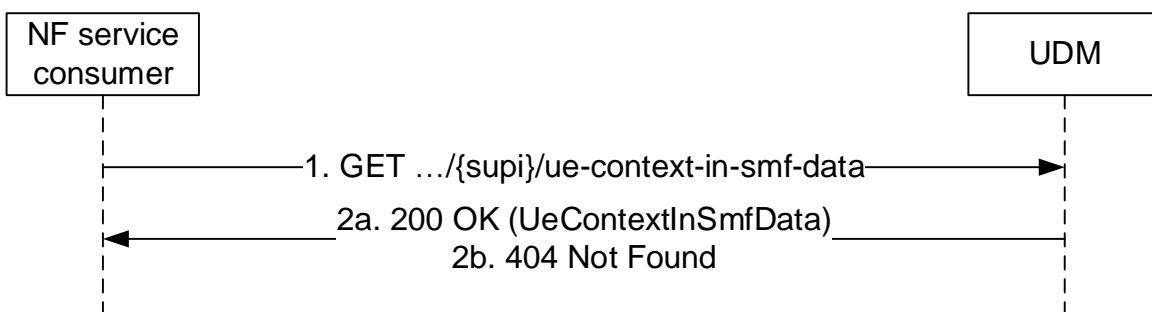 NF service
consumer
UDM
1. GET …/{supi}/ue-context-in-smf-data
2a. 200 OK (UeContextInSmfData)
2b. 404 Not Found